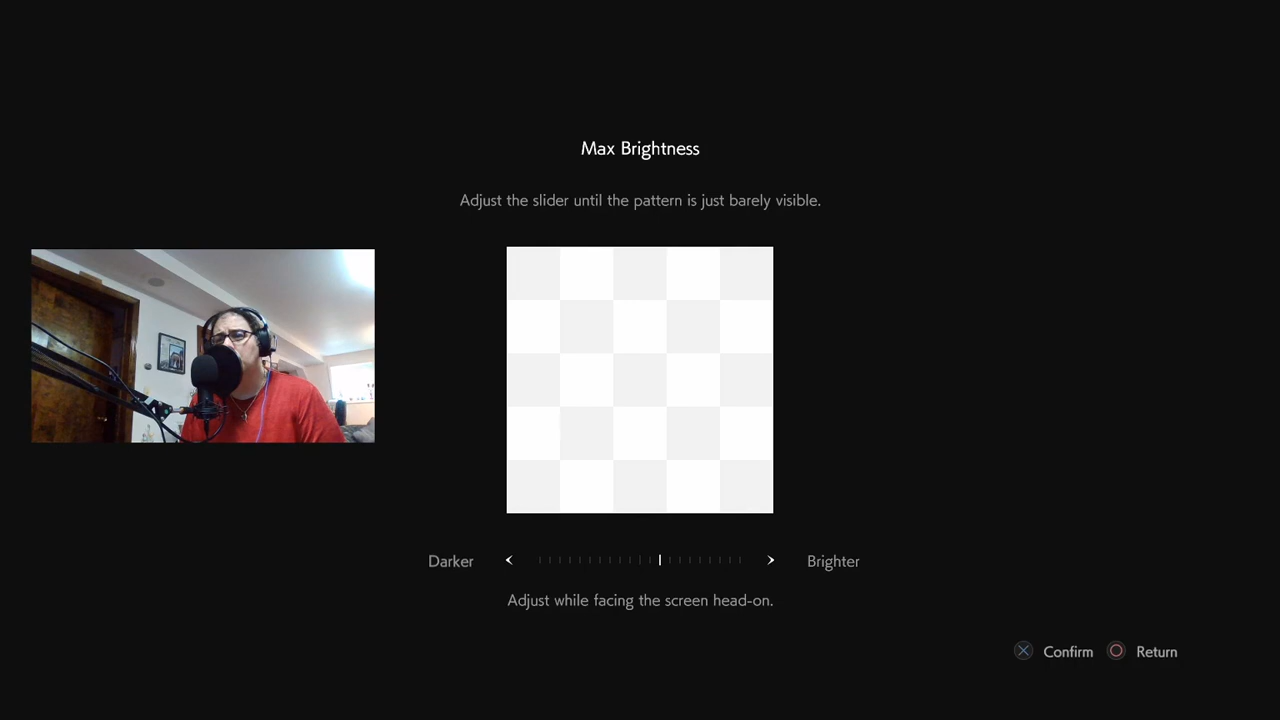 Max Brightness
Adjust the slider until the pattern is just barely visible.
Darker
Brighter
Adjust while facing the screen head-on.
Confirm
Return